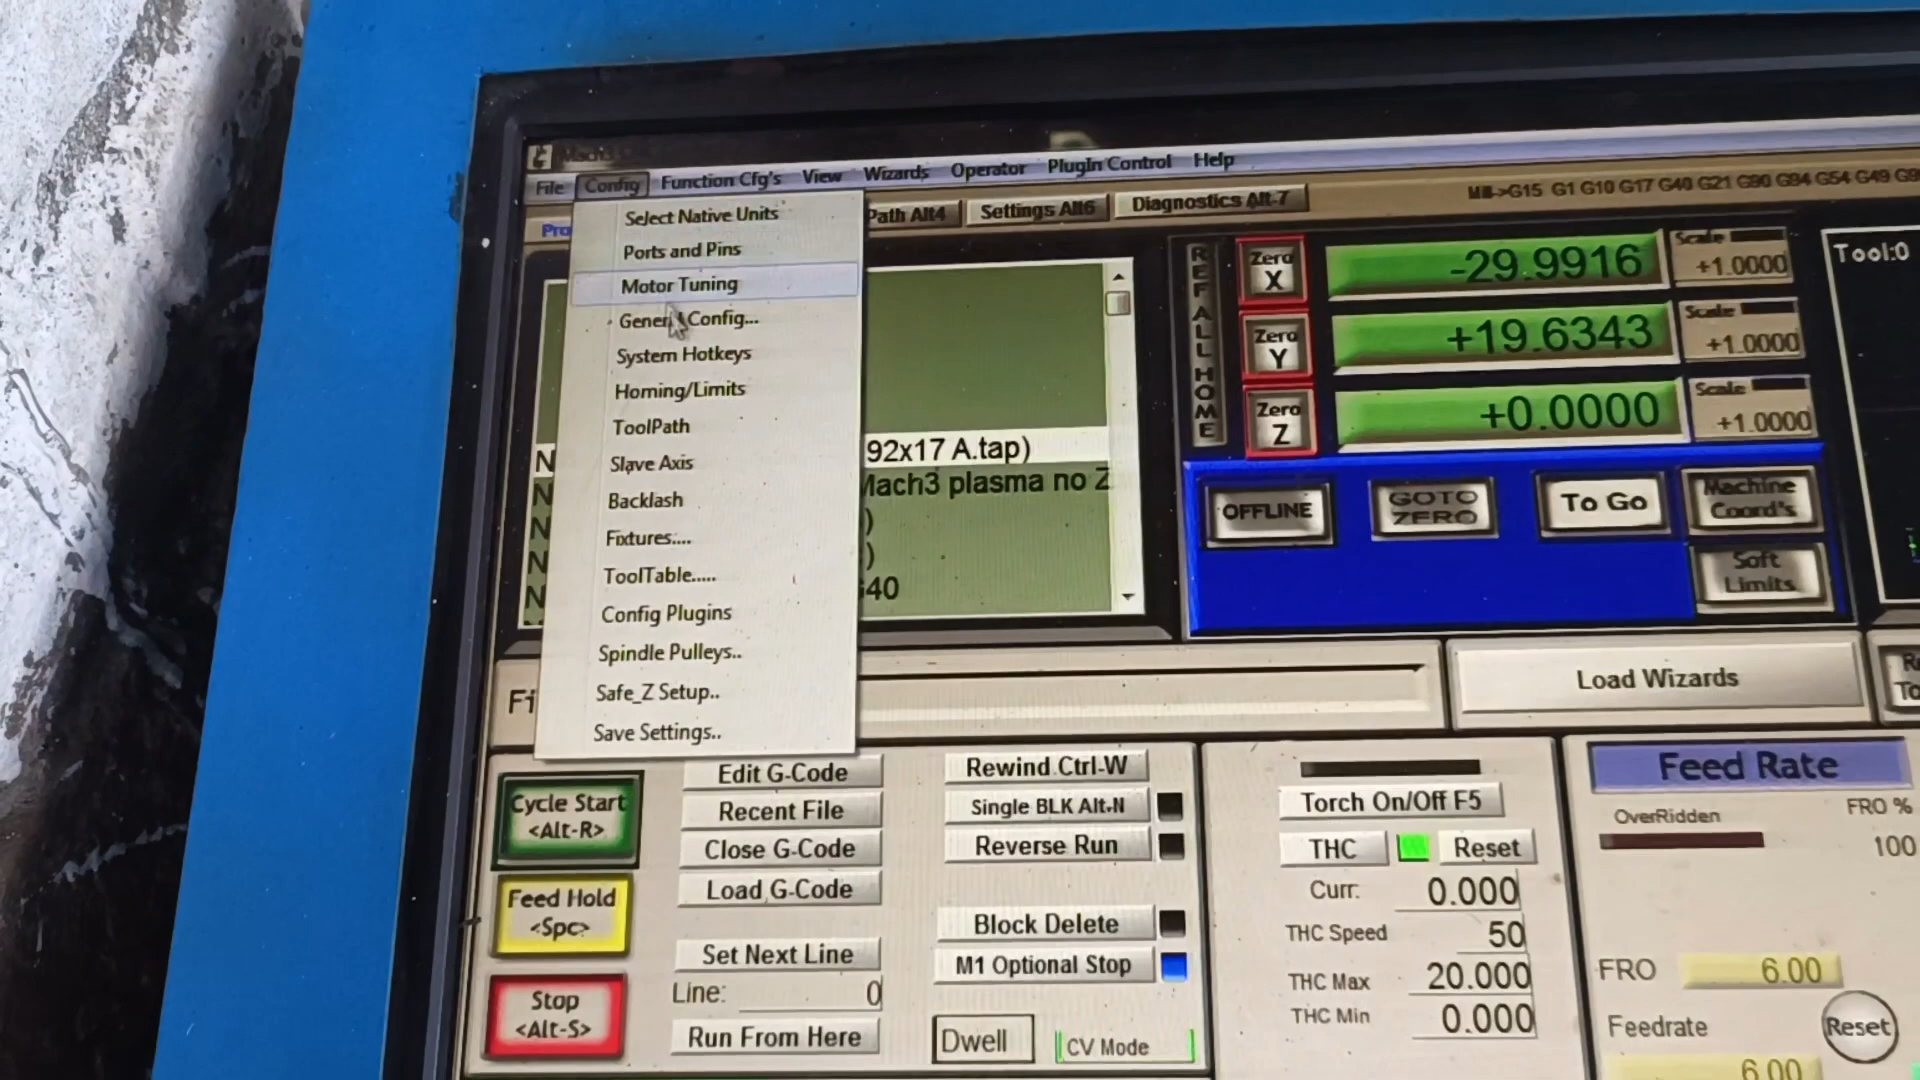 Mach3
File Config Function Cfg's View Wizards Operator PlugIn Control Help
Path Alt4 Settings Alt6 Diagnostics Alt-7
Mill->G15 G1 G10 G17 G40 G21 G90 G94 G54 G49
Select Native Units
Ports and Pins
Motor Tuning
General Config...
System Hotkeys
Homing/Limits
ToolPath
Slave Axis
Backlash
Fixtures....
ToolTable.....
Config Plugins
Spindle Pulleys..
Safe_Z Setup..
Save Settings..
N 92x17 A.tap)
N Mach3 plasma no Z
N )
N )
N G40
REF ALL HOME
Zero X -29.9916 Scale +1.0000
Zero Y +19.6343 Scale +1.0000
Zero Z +0.0000 Scale +1.0000
Tool:0
OFFLINE
GOTO ZERO
To Go
Machine Coord's
Soft Limits
Load Wizards
Cycle Start
<Alt-R>
Feed Hold
<Spc>
Stop
<Alt-S>
Edit G-Code
Recent File
Close G-Code
Load G-Code
Set Next Line
Line: 0
Run From Here
Rewind Ctrl-W
Single BLK Alt-N
Reverse Run
Block Delete
M1 Optional Stop
Dwell CV Mode
Torch On/Off F5
THC Reset
Curr. 0.000
THC Speed 50
THC Max 20.000
THC Min 0.000
Feed Rate
OverRidden FRO %
100
FRO 6.00
Feedrate Reset
6.00